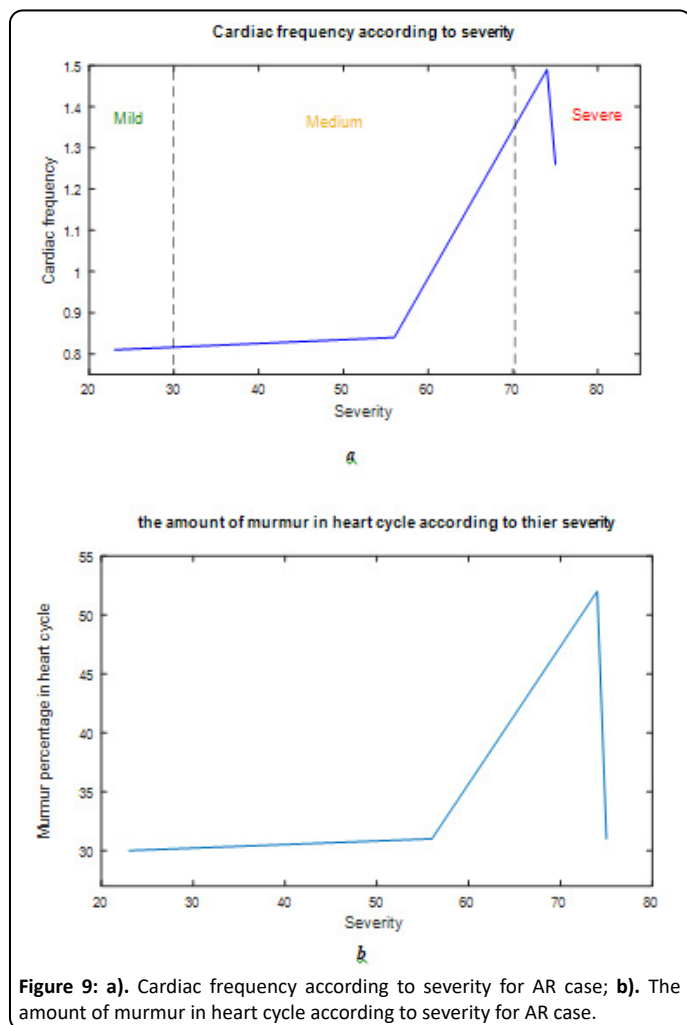 Cardiac frequency according to severity
1.5
1.4
1.3
1.2
1.1
1
0.9
0.8
Cardiac frequency
Mild
Medium
Severe
20 30 40 50 60 70 80
Severity
a
the amount of murmur in heart cycle according to thier severity
55
50
45
40
35
30
Murmur percentage in heart cycle
20 30 40 50 60 70 80
Severity
b
Figure 9: a). Cardiac frequency according to severity for AR case; b). The
amount of murmur in heart cycle according to severity for AR case.